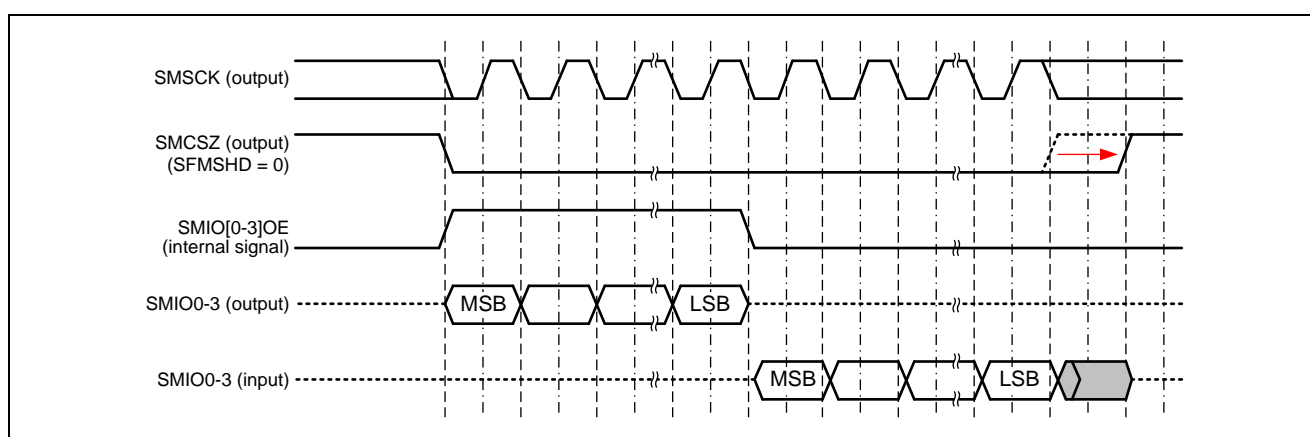 SMSCK (output)
SMCSZ (output)
(SFMSHD = 0)
SMIO[0-3]OE
(internal signal)
SMIO0-3 (output)
MSB
LSB
SMIO0-3 (input)
MSB
LSB